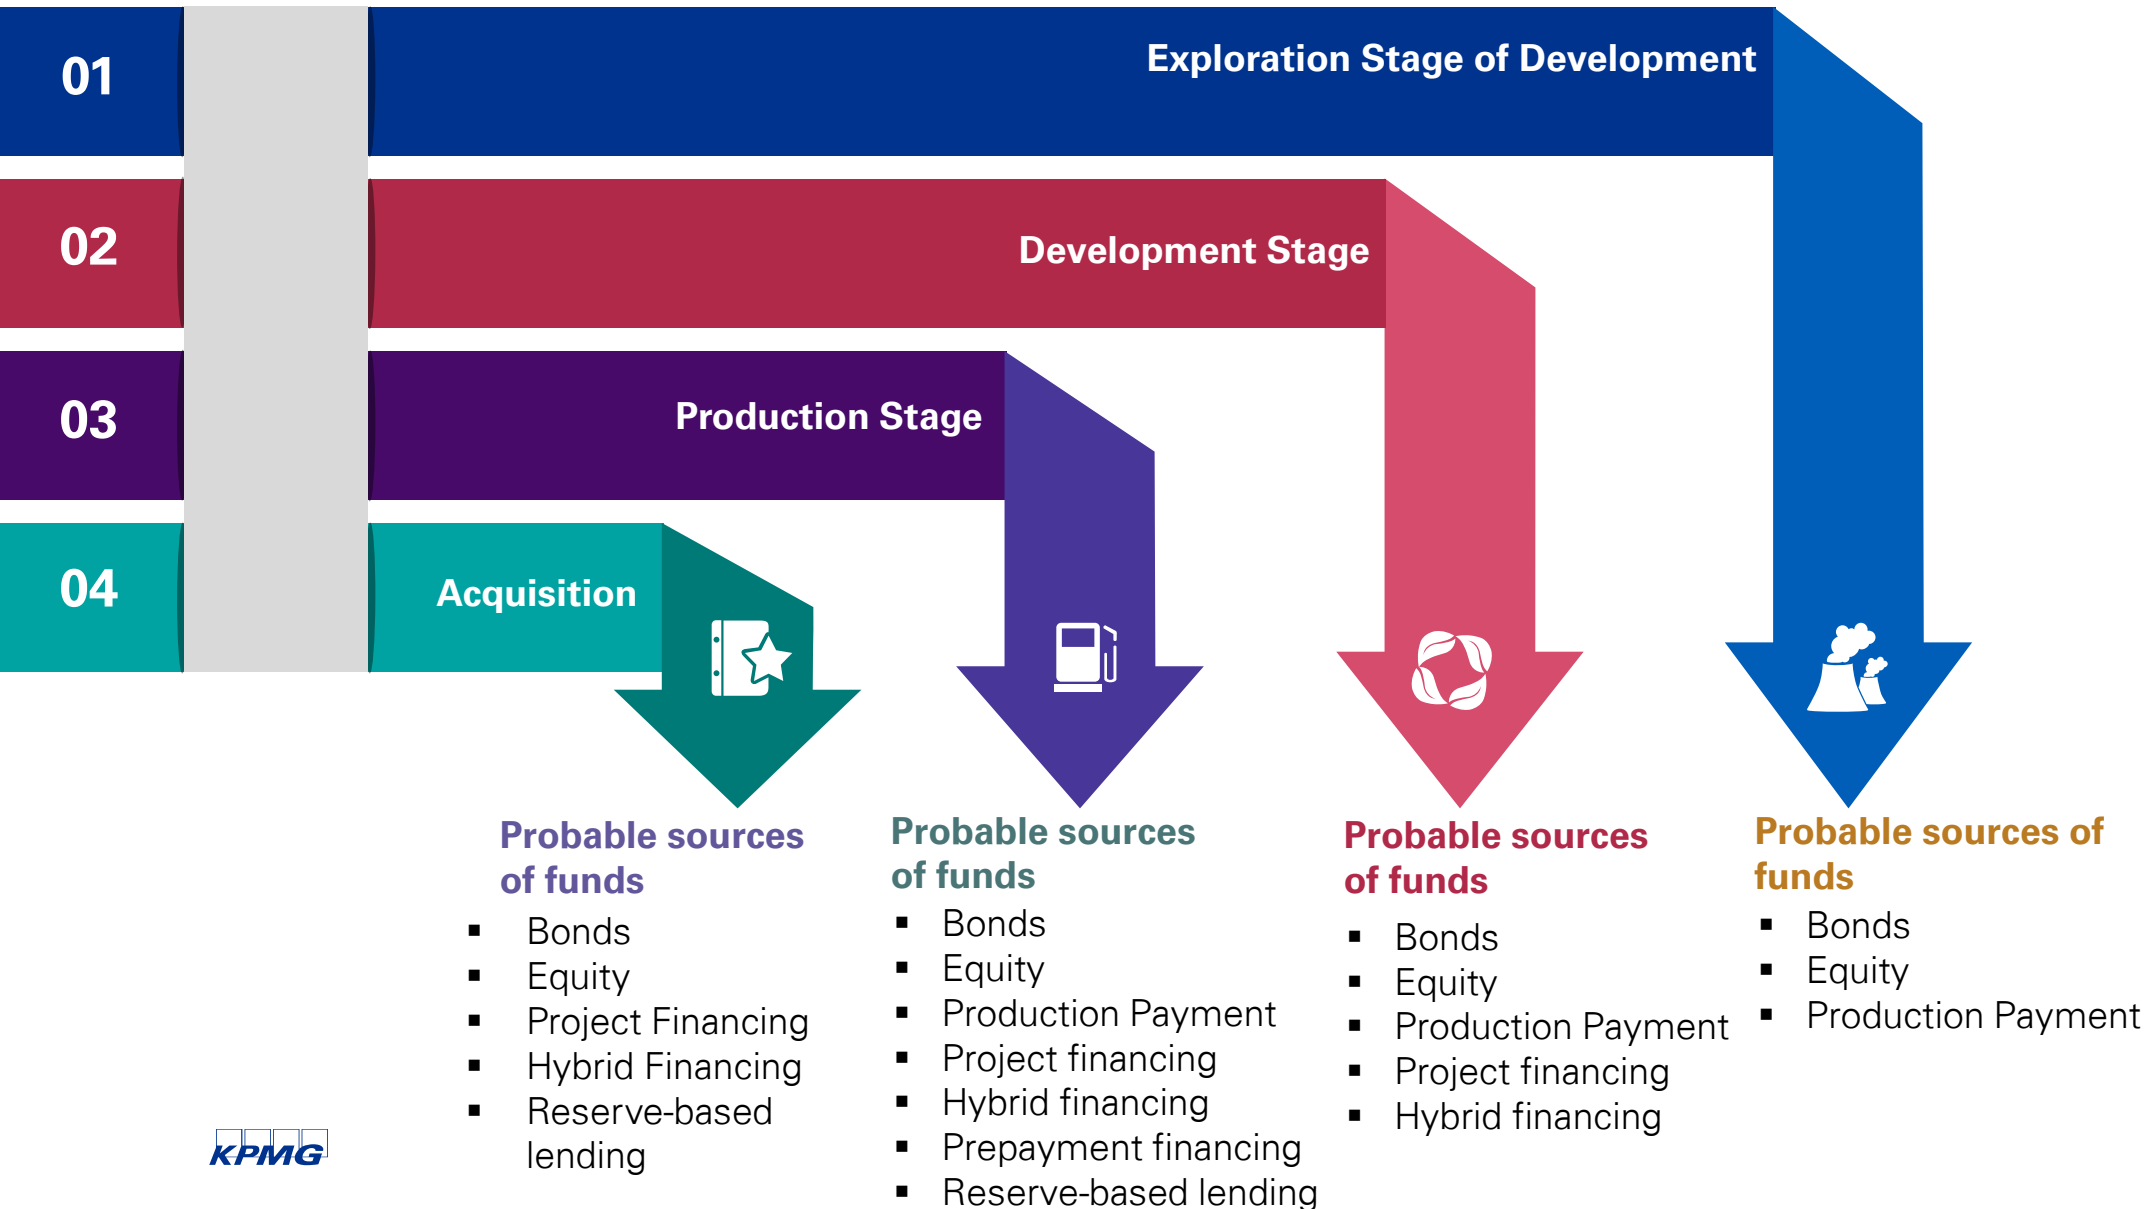 01
Exploration Stage of Development
02
Development Stage
03
Production Stage
04
Acquisition
Probable sources
of funds
▪ Bonds
▪ Equity
▪ Project Financing
▪ Hybrid Financing
▪ Reserve-based
lending
Probable sources
of funds
▪ Bonds
▪ Equity
▪ Production Payment
▪ Project financing
▪ Hybrid financing
▪ Prepayment financing
▪ Reserve-based lending
Probable sources
of funds
▪ Bonds
▪ Equity
▪ Production Payment
▪ Project financing
▪ Hybrid financing
Probable sources of
funds
▪ Bonds
▪ Equity
▪ Production Payment
KPMG